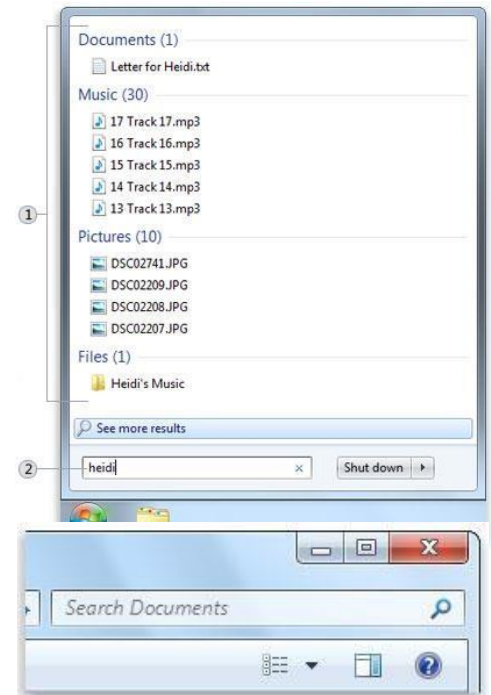 Documents (1)
Letter for Heidi.txt
Music (30)
17 Track 17.mp3
16 Track 16.mp3
15 Track 15.mp3
14 Track 14.mp3
13 Track 13.mp3
1
Pictures (10)
DSC02741.JPG
DSC02209.JPG
DSC02208.JPG
DSC02207.JPG
Files (1)
Heidi's Music
See more results
2 heidi Shut down
Search Documents